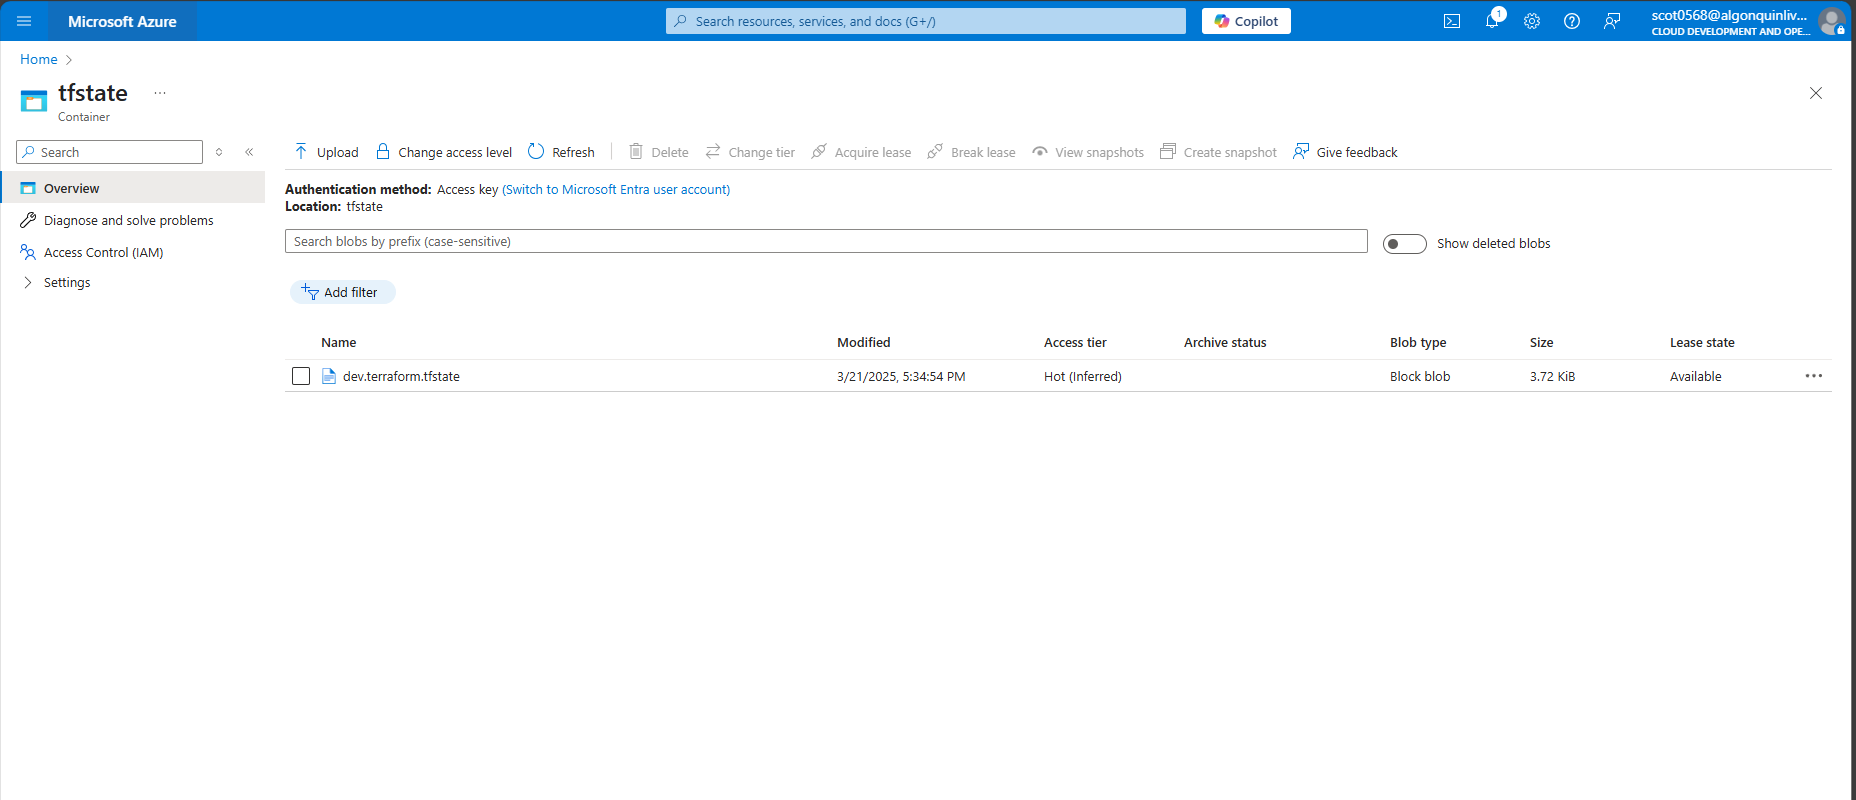 Microsoft Azure
Search resources, services, and docs (G+/)
Copilot
1
scot0568@algonquinliv...
CLOUD DEVELOPMENT AND OPE...
Home
tfstate
Container
Search
Upload
Change access level
Refresh
Delete
Change tier
Acquire lease
Break lease
View snapshots
Create snapshot
Give feedback
Overview
Diagnose and solve problems
Access Control (IAM)
Settings
Authentication method: Access key (Switch to Microsoft Entra user account)
Location: tfstate
Search blobs by prefix (case-sensitive)
Show deleted blobs
Add filter
Name Modified Access tier Archive status Blob type Size Lease state
dev.terraform.tfstate 3/21/2025, 5:34:54 PM Hot (Inferred) Block blob 3.72 KiB Available